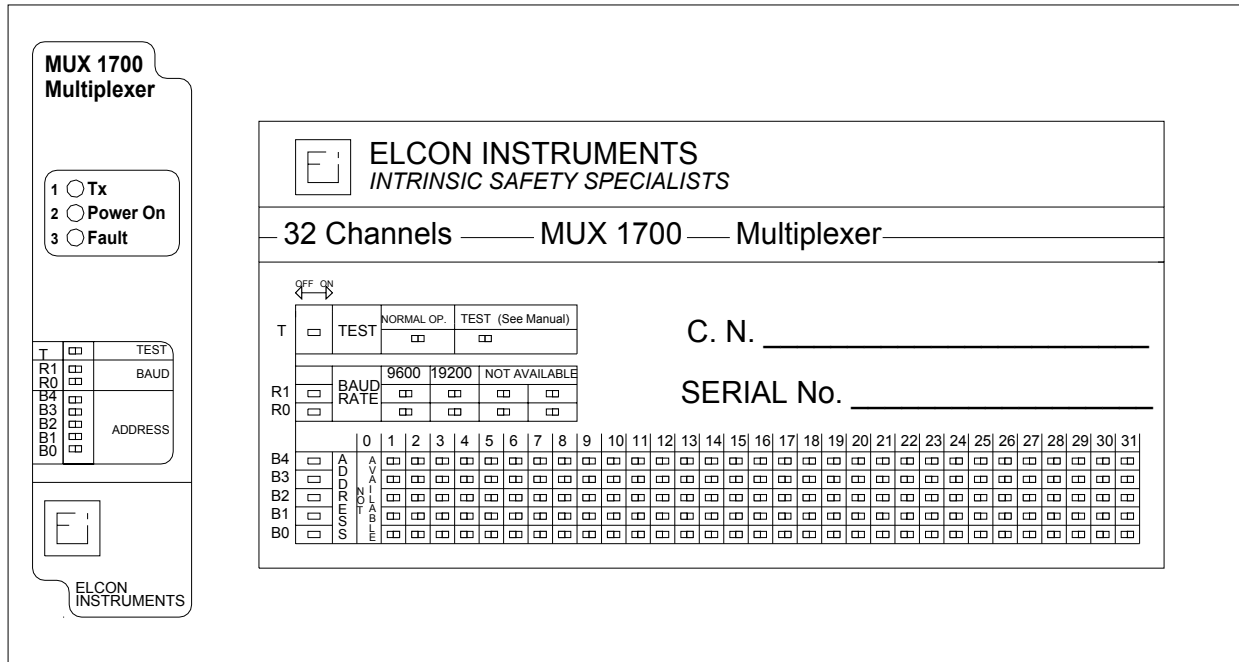 MUX 1700
Multiplexer
1 Tx
2 Power On
3 Fault
T TEST
R1 BAUD
R0
B4
B3
B2 ADDRESS
B1
B0
Ei
ELCON
INSTRUMENTS
Ei
ELCON INSTRUMENTS
INTRINSIC SAFETY SPECIALISTS
32 Channels MUX 1700 Multiplexer
OFF ON
T TEST NORMAL OP. TEST (See Manual)
9600 19200 NOT AVAILABLE
R1 BAUD
R0 RATE
0 1 2 3 4 5 6 7 8 9 10 11 12 13 14 15 16 17 18 19 20 21 22 23 24 25 26 27 28 29 30 31
B4
B3
B2
B1
B0
ADDRESS
NOT
AVAILABLE
C. N.
SERIAL No.